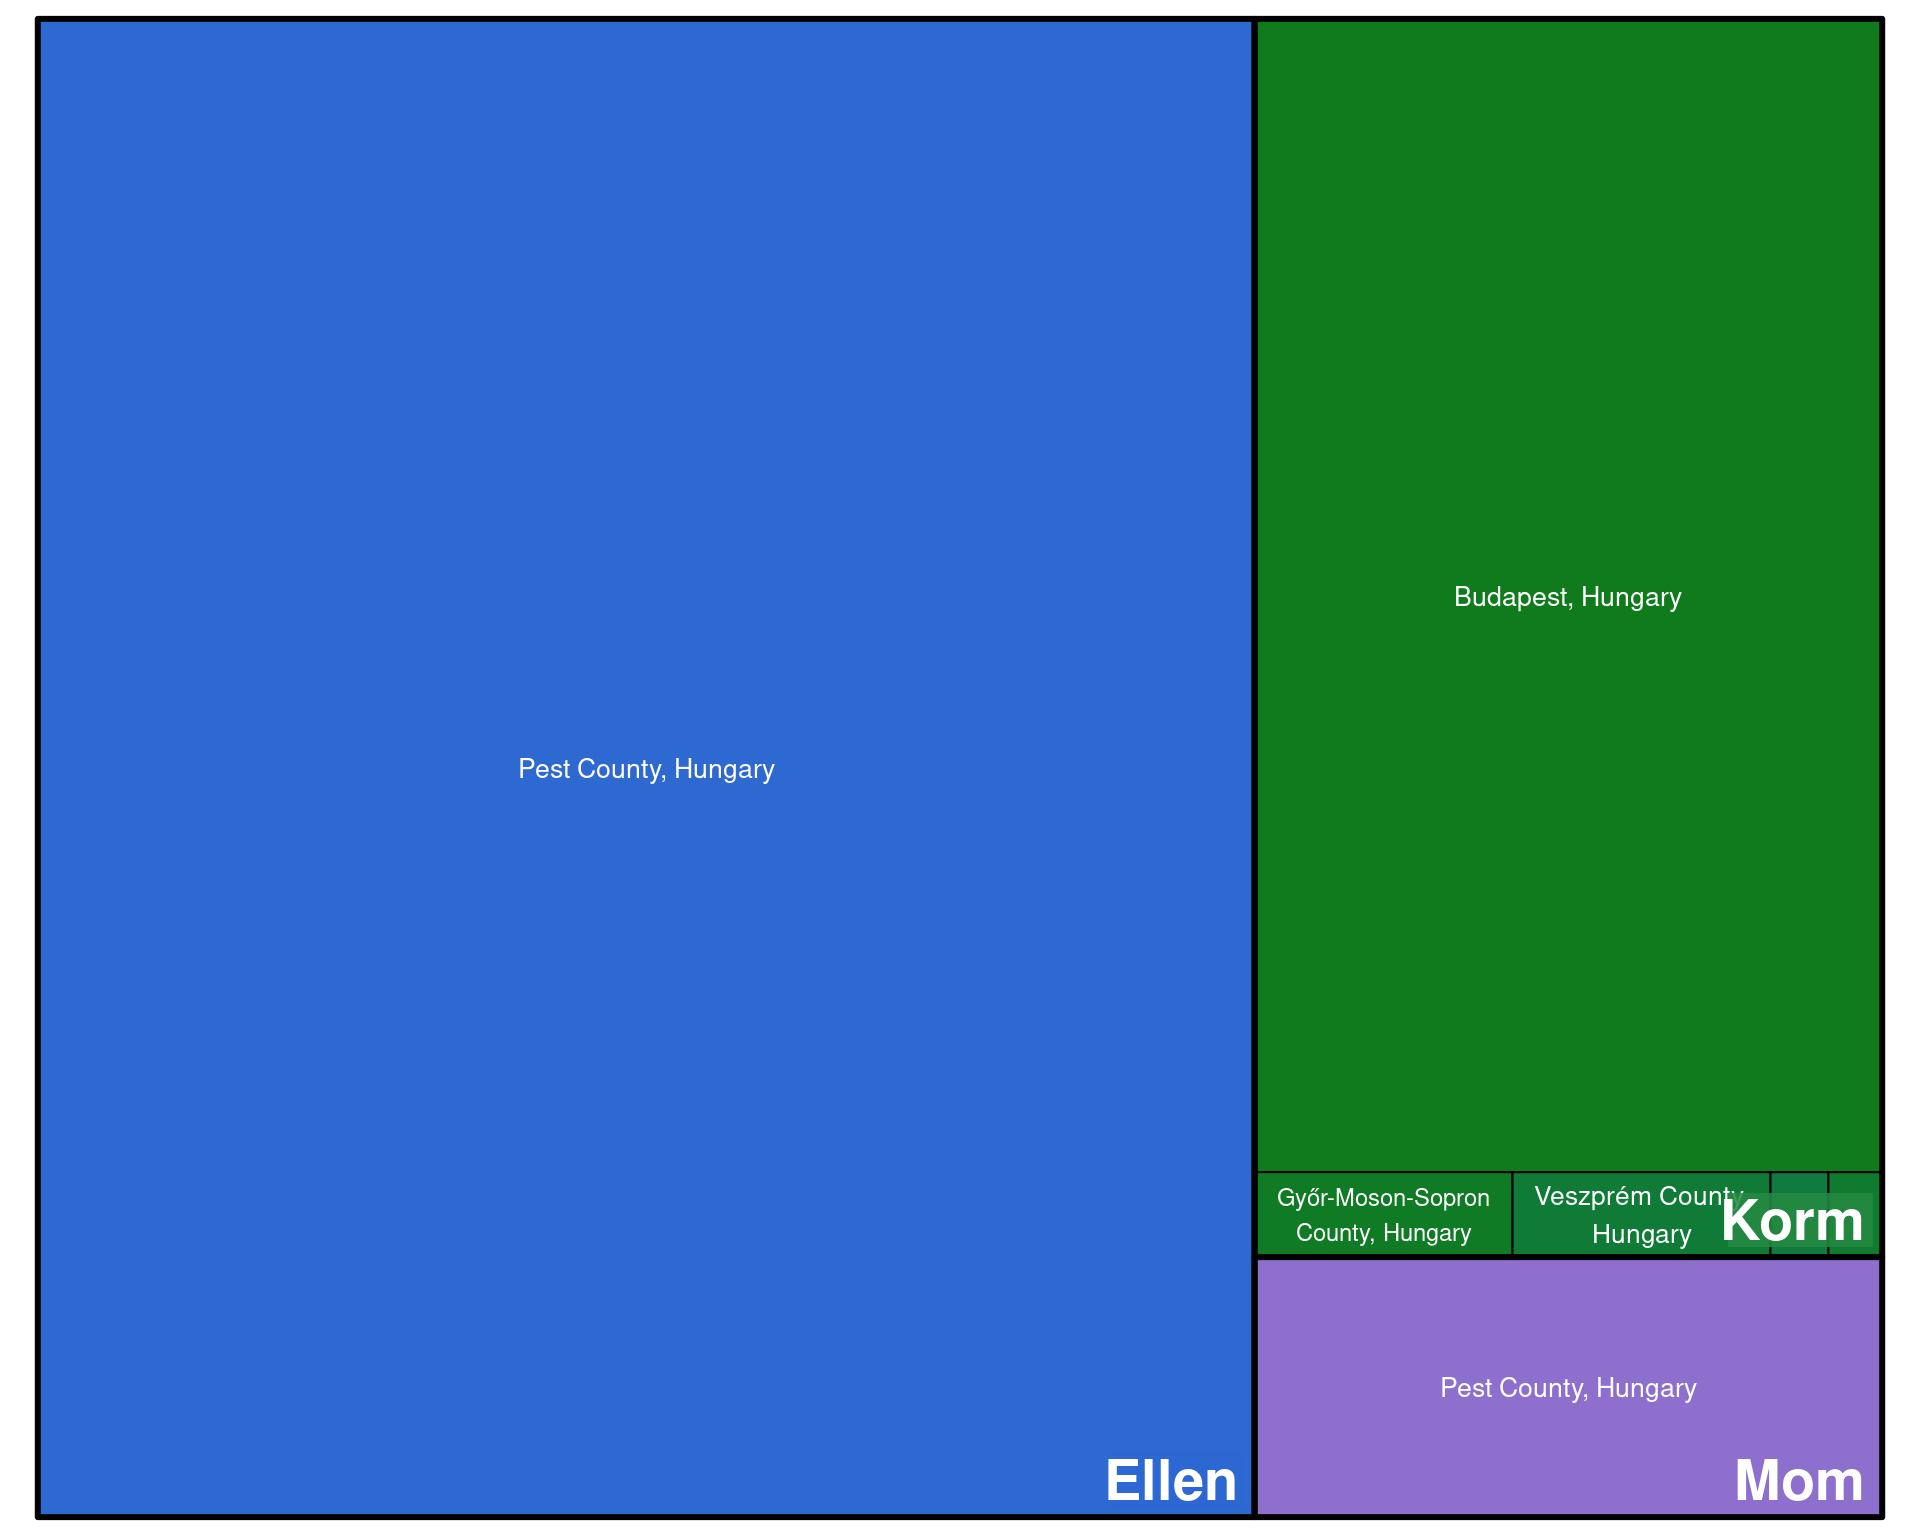 Budapest, Hungary
Pest County, Hungary
Győr-Moson-Sopron
County, Hungary
Veszprém County,
Hungary
Korm
Pest County, Hungary
Ellen
Mom